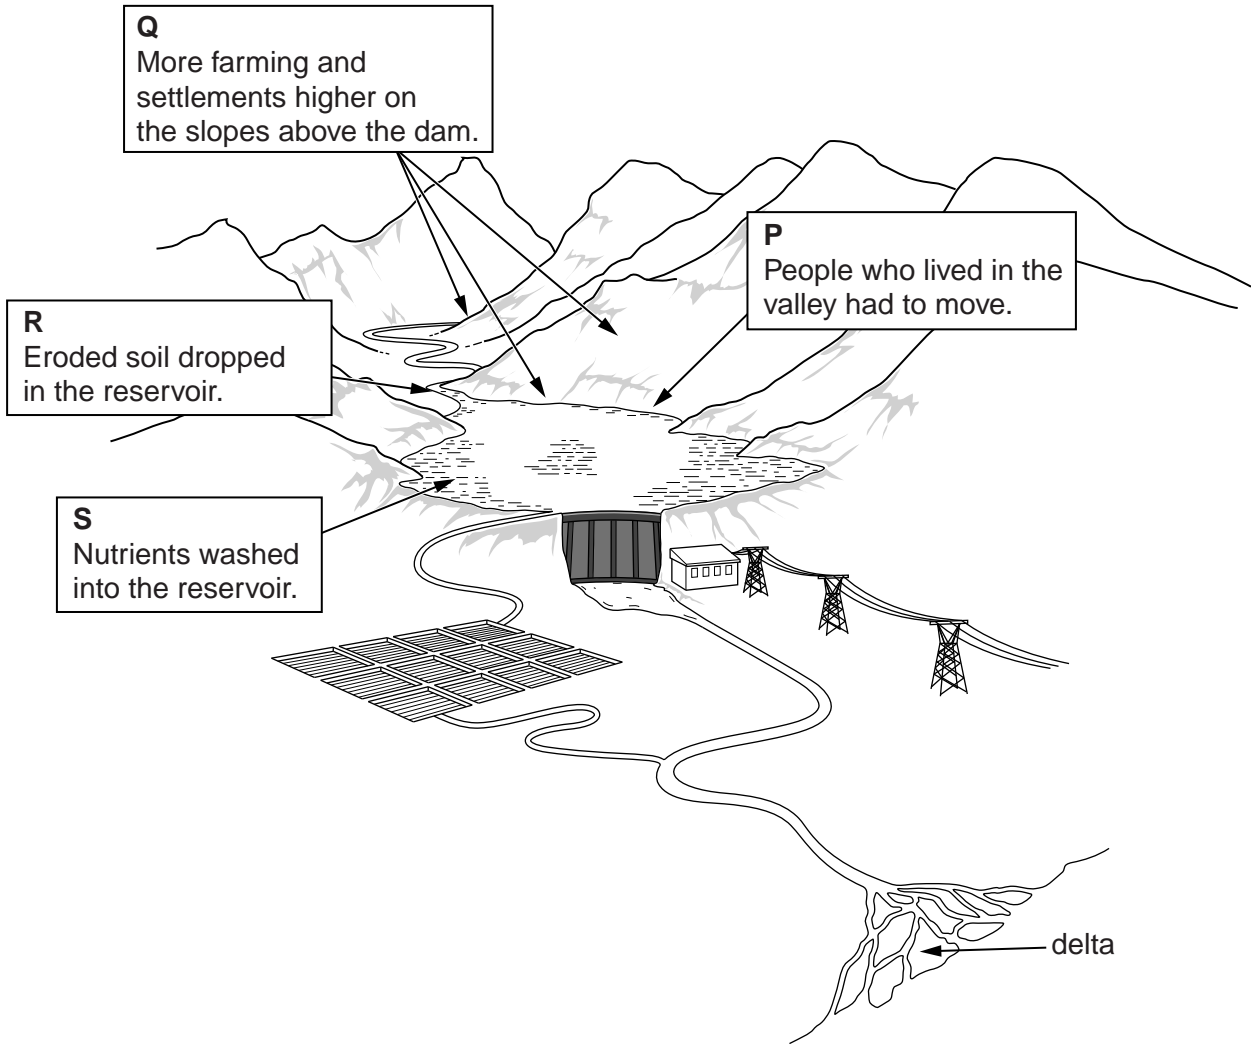 Q
More farming and
settlements higher on
the slopes above the dam.
P
People who lived in the
valley had to move.
R
Eroded soil dropped
in the reservoir.
S
Nutrients washed
into the reservoir.
delta